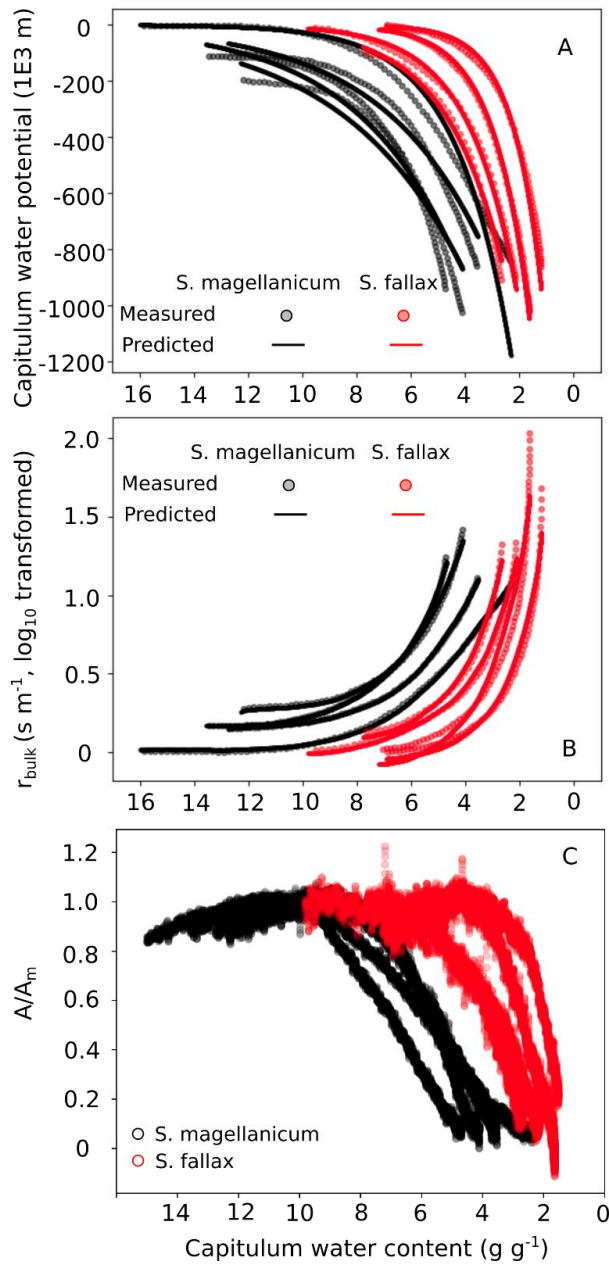 A
Capitulum water potential (1E3 m)
0
-200
-400
-600
-800
-1000
-1200
S. magellanicum S. fallax
Measured
Predicted
16 14 12 10 8 6 4 2 0
B
r_bulk (s m⁻¹, log₁₀ transformed)
2.0
1.5
1.0
0.5
0
S. magellanicum S. fallax
Measured
Predicted
16 14 12 10 8 6 4 2 0
C
A/A_m
1.2
1.0
0.8
0.6
0.4
0.2
0
S. magellanicum
S. fallax
14 12 10 8 6 4 2 0
Capitulum water content (g g⁻¹)